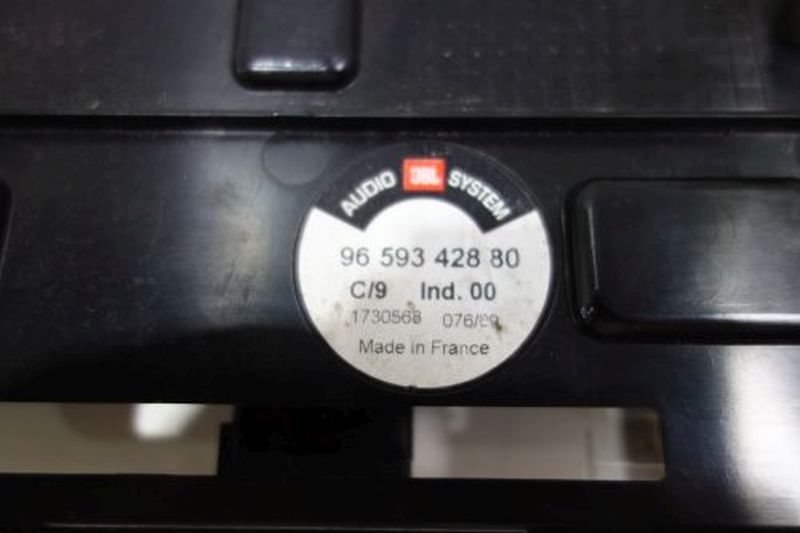 AUDIO JBL SYSTEM
96 593 428 80
C/9 Ind. 00
1730568
Made in France